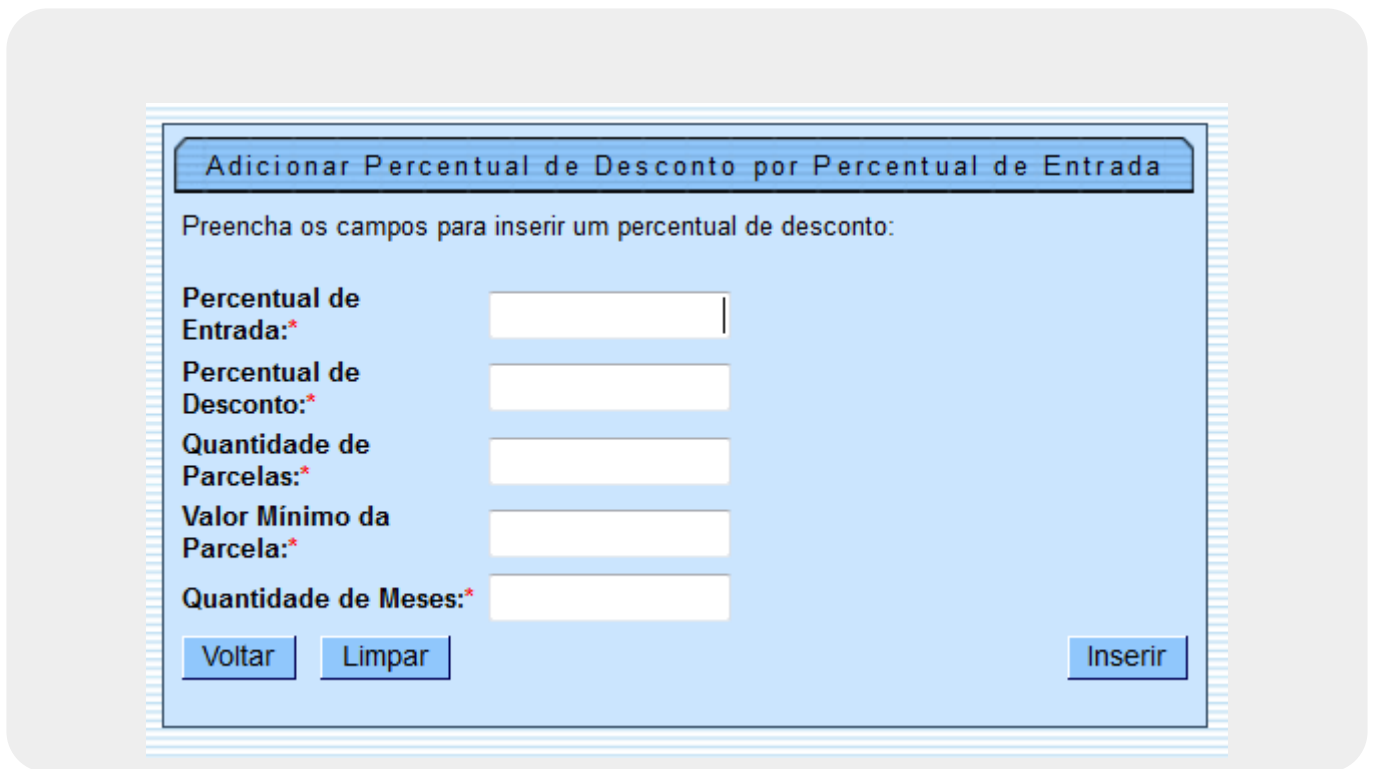 Adicionar Percentual de Desconto por Percentual de Entrada
Preencha os campos para inserir um percentual de desconto:
Percentual de
Entrada:*
Percentual de
Desconto:*
Quantidade de
Parcelas:*
Valor Mínimo da
Parcela:*
Quantidade de Meses:*
Voltar Limpar Inserir